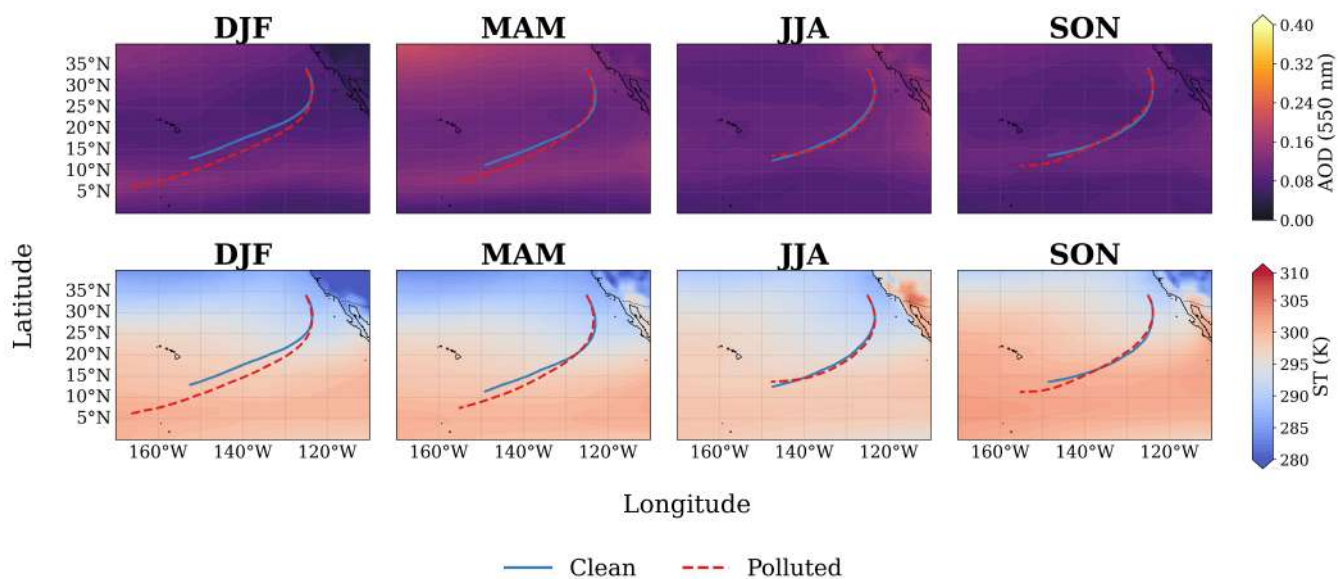 DJF MAM JJA SON
35°N
30°N
25°N
20°N
15°N
10°N
5°N
0.40
0.32
0.24
0.16
0.08
0.00
AOD (550 nm)
Latitude
DJF MAM JJA SON
35°N
30°N
25°N
20°N
15°N
10°N
5°N
160°W 140°W 120°W 160°W 140°W 120°W 160°W 140°W 120°W 160°W 140°W 120°W
310
305
300
295
290
285
280
ST (K)
Longitude
Clean Polluted